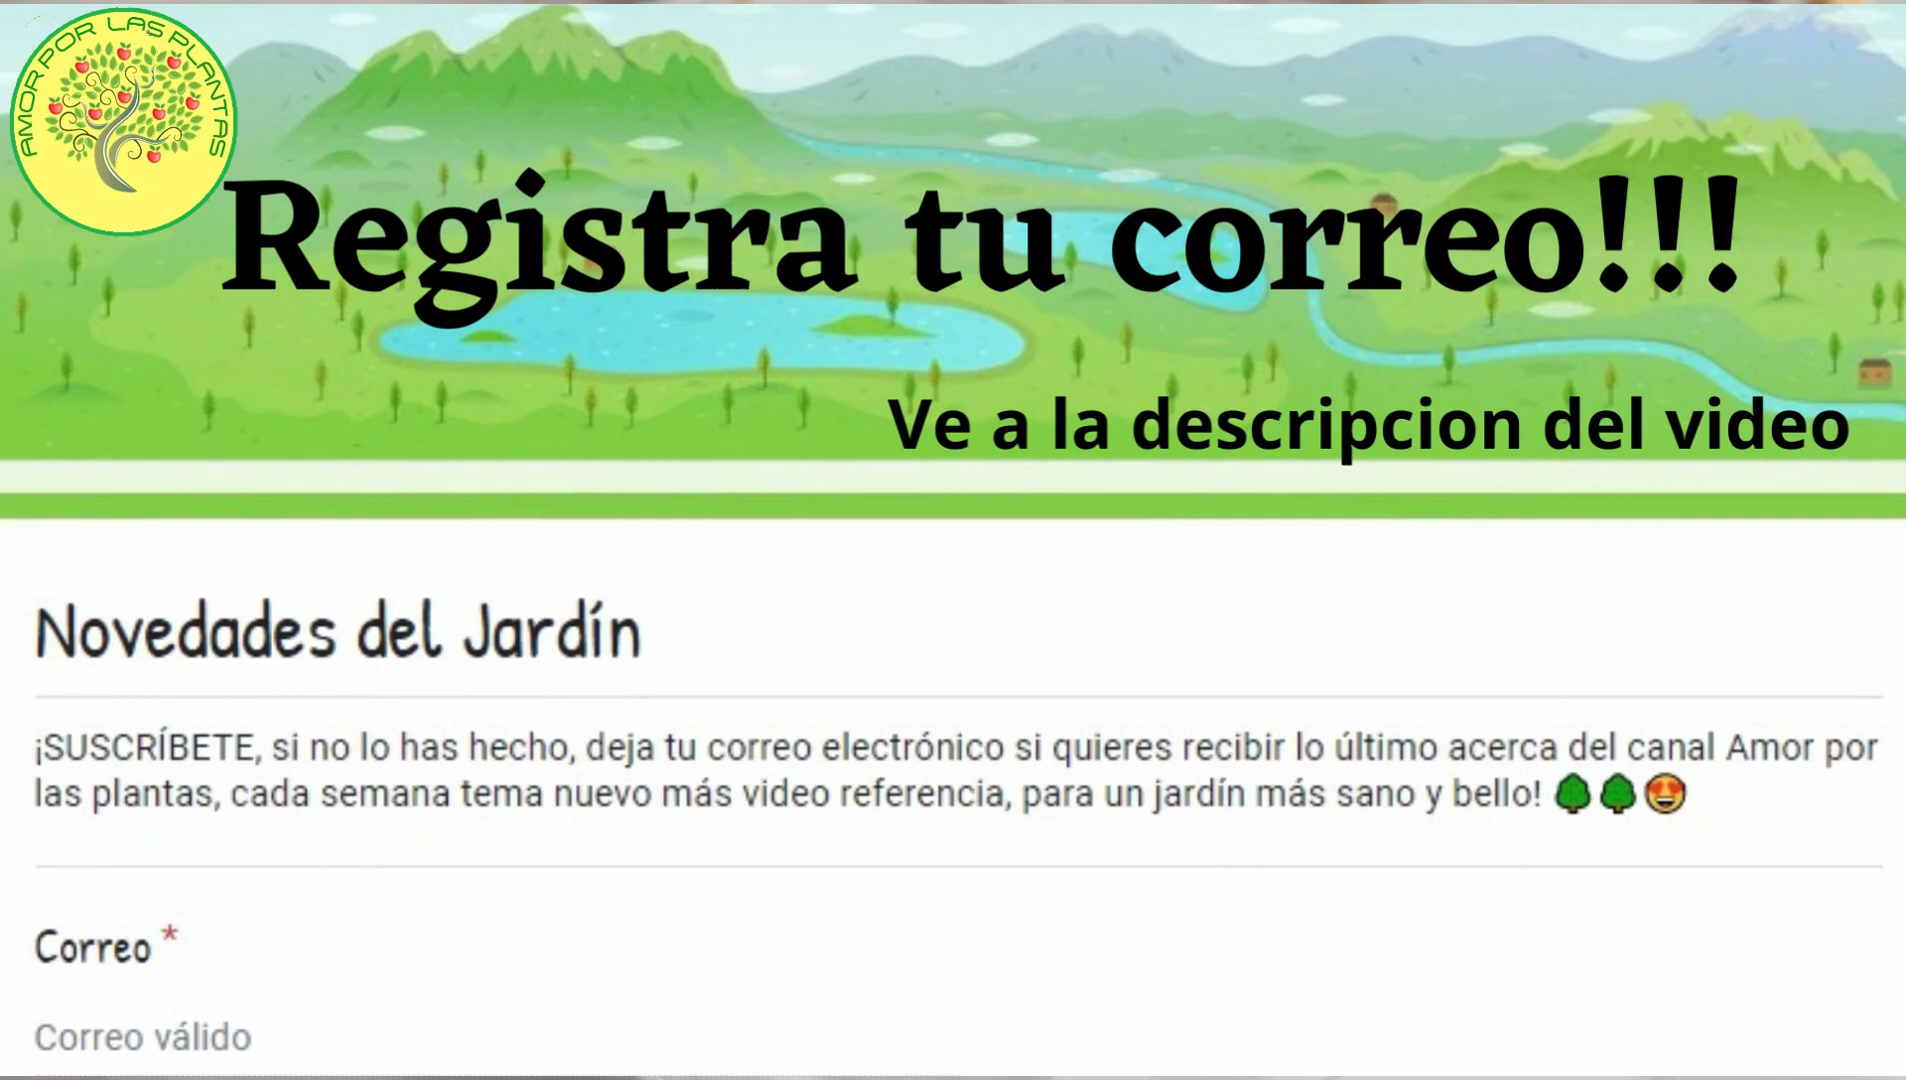 AMOR POR LAS PLANTAS
Registra tu correo!!!
Ve a la descripcion del video
Novedades del Jardín
¡SUSCRÍBETE, si no lo has hecho, deja tu correo electrónico si quieres recibir lo último acerca del canal Amor por
las plantas, cada semana tema nuevo más video referencia, para un jardín más sano y bello! 🌳🌳😍
Correo *
Correo válido